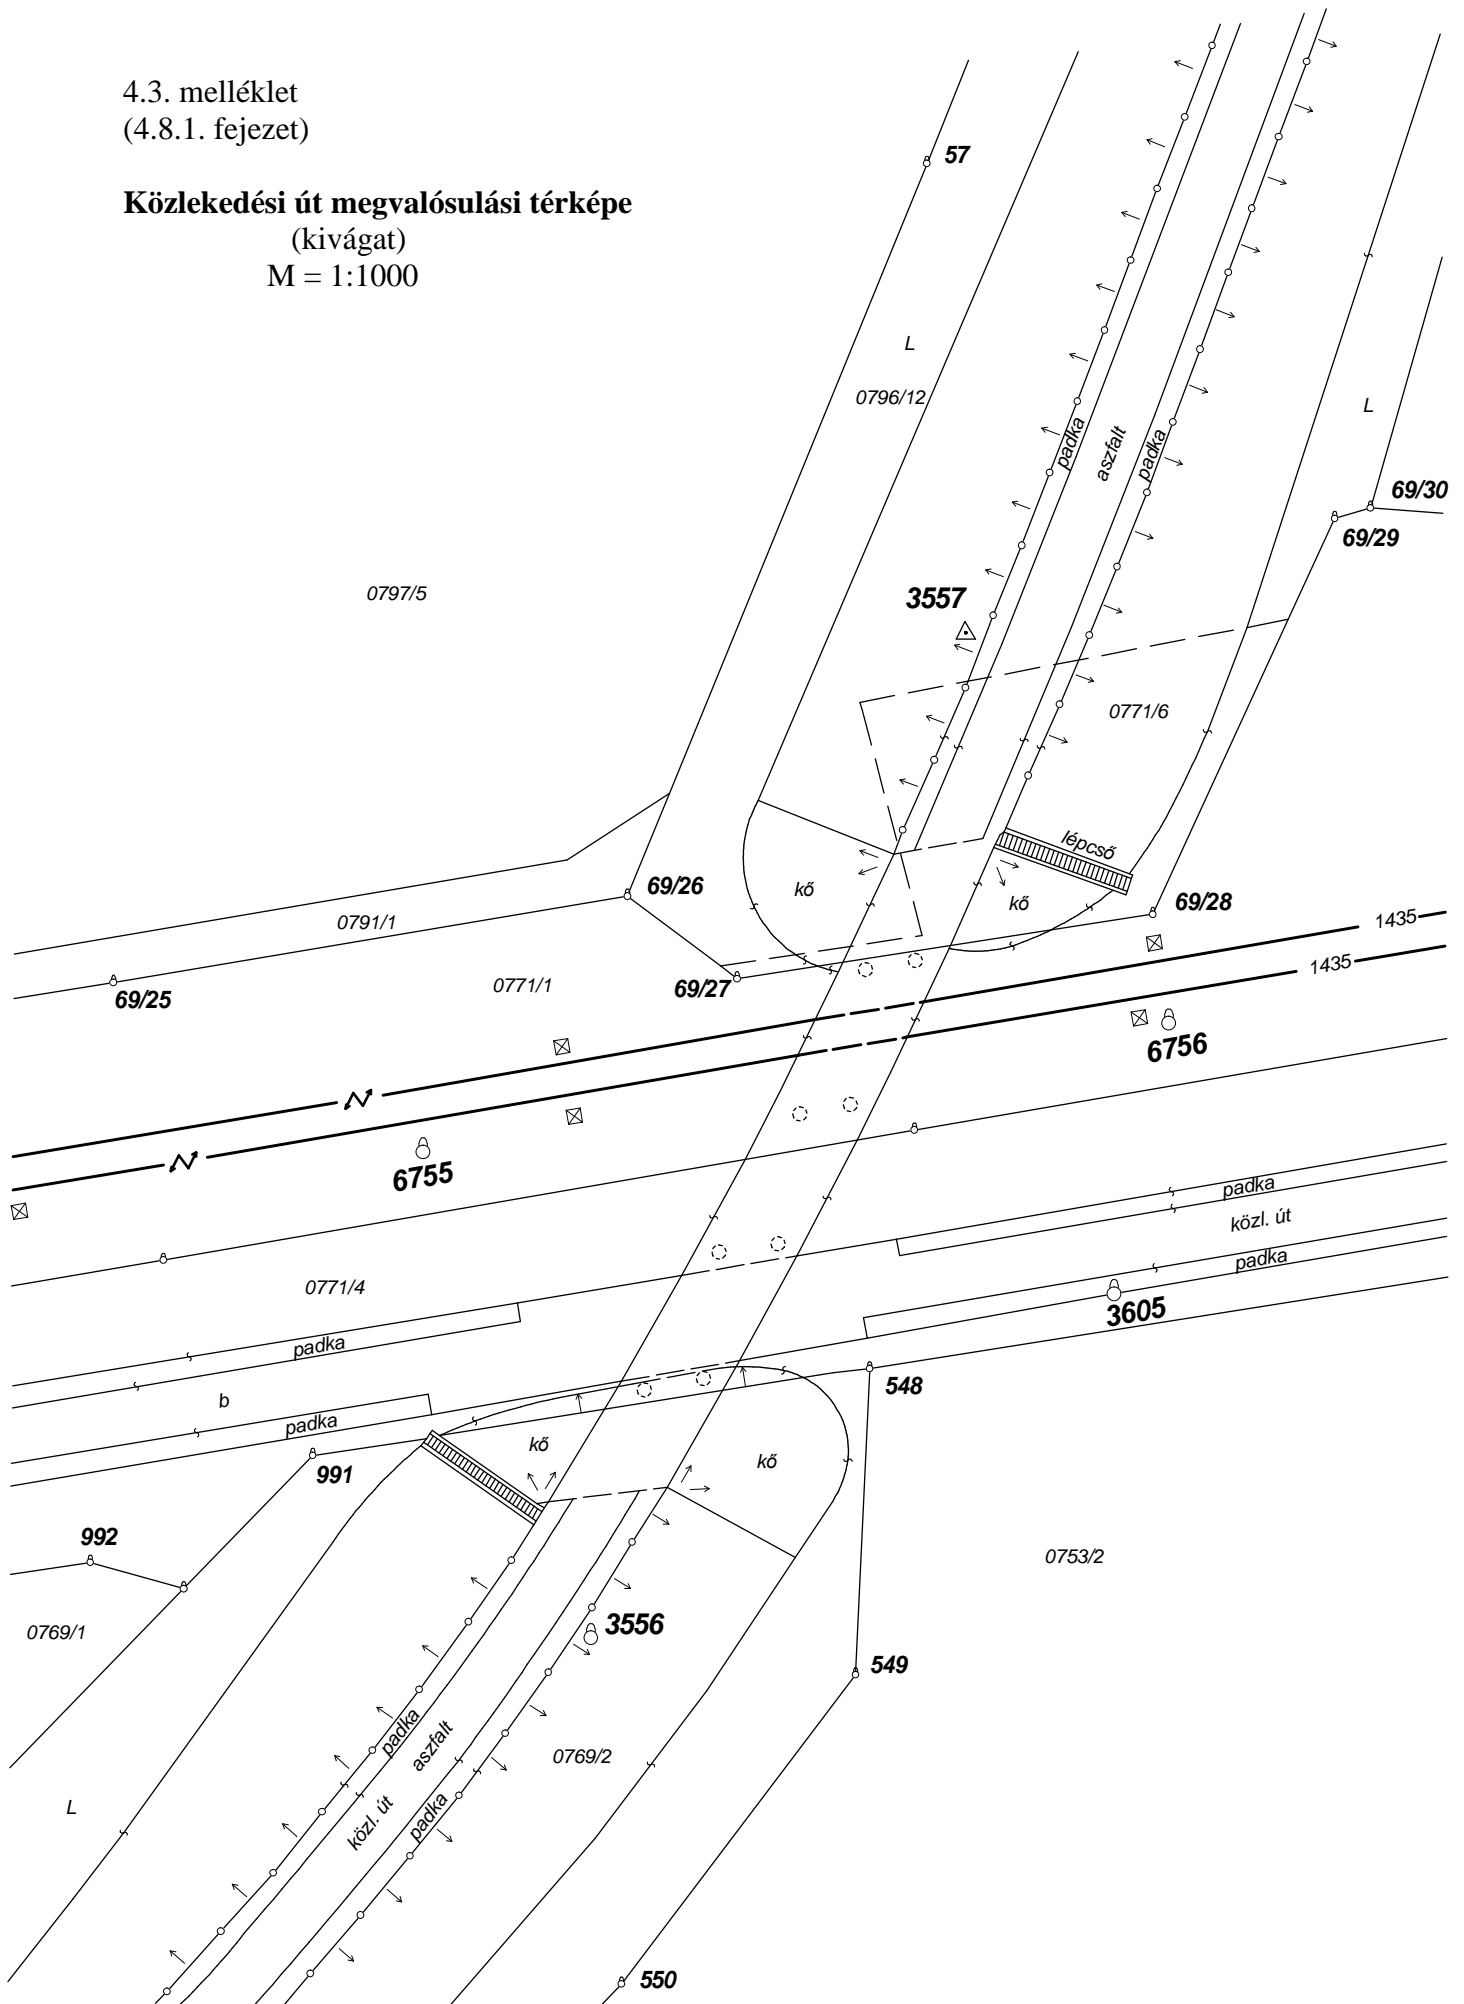 4.3. melléklet
(4.8.1. fejezet)
Közlekedési út megvalósulási térképe
(kivágat)
M = 1:1000
57
L
0796/12
L
padka
aszfalt
padka
69/30
69/29
0797/5
3557
0771/6
lépcső
kő
kő
69/26
69/28
0791/1
1435
1435
69/25
0771/1
69/27
6756
6755
padka
közl. út
padka
0771/4
3605
padka
b
padka
548
kő
kő
991
992
0753/2
0769/1
3556
549
padka
aszfalt
0769/2
L
közl. út
padka
550